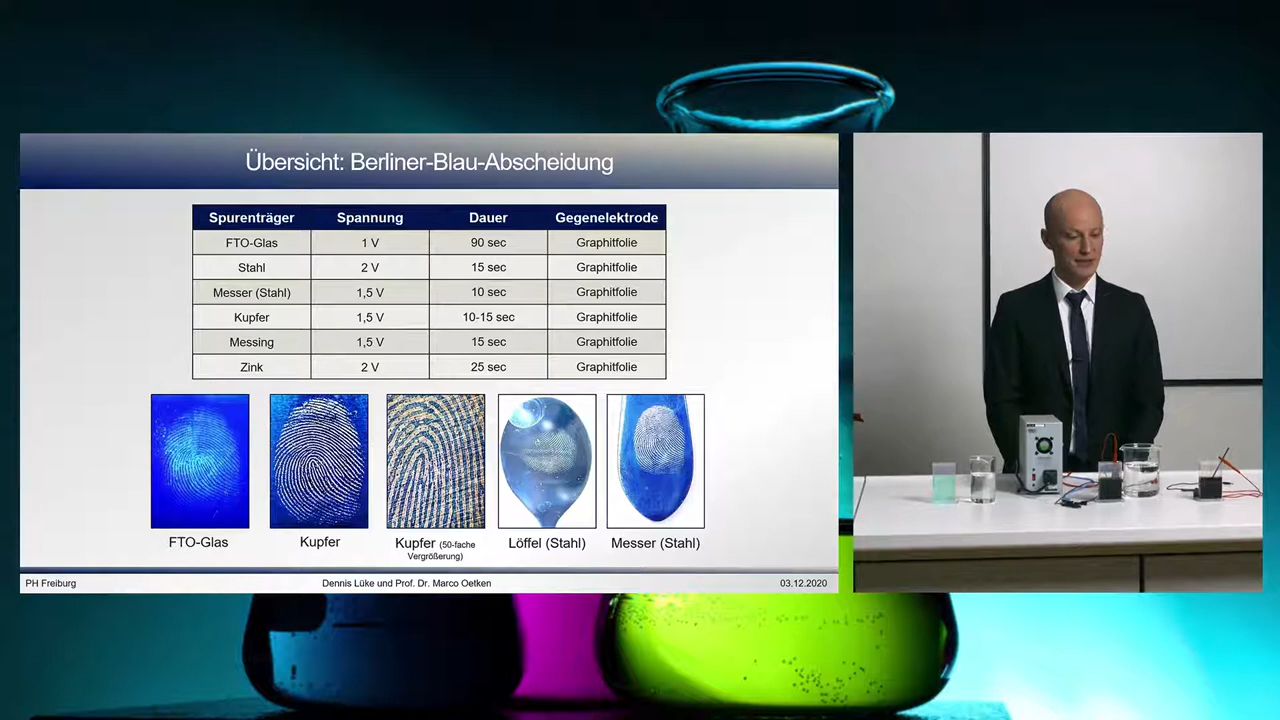 Übersicht: Berliner-Blau-Abscheidung
Spurenträger Spannung Dauer Gegenelektrode
FTO-Glas 1 V 90 sec Graphitfolie
Stahl 2 V 15 sec Graphitfolie
Messer (Stahl) 1,5 V 10 sec Graphitfolie
Kupfer 1,5 V 10-15 sec Graphitfolie
Messing 1,5 V 15 sec Graphitfolie
Zink 2 V 25 sec Graphitfolie
FTO-Glas
Kupfer
Kupfer (50-fache
Vergrößerung)
Löffel (Stahl)
Messer (Stahl)
PH Freiburg Dennis Lüke und Prof. Dr. Marco Oetken 03.12.2020